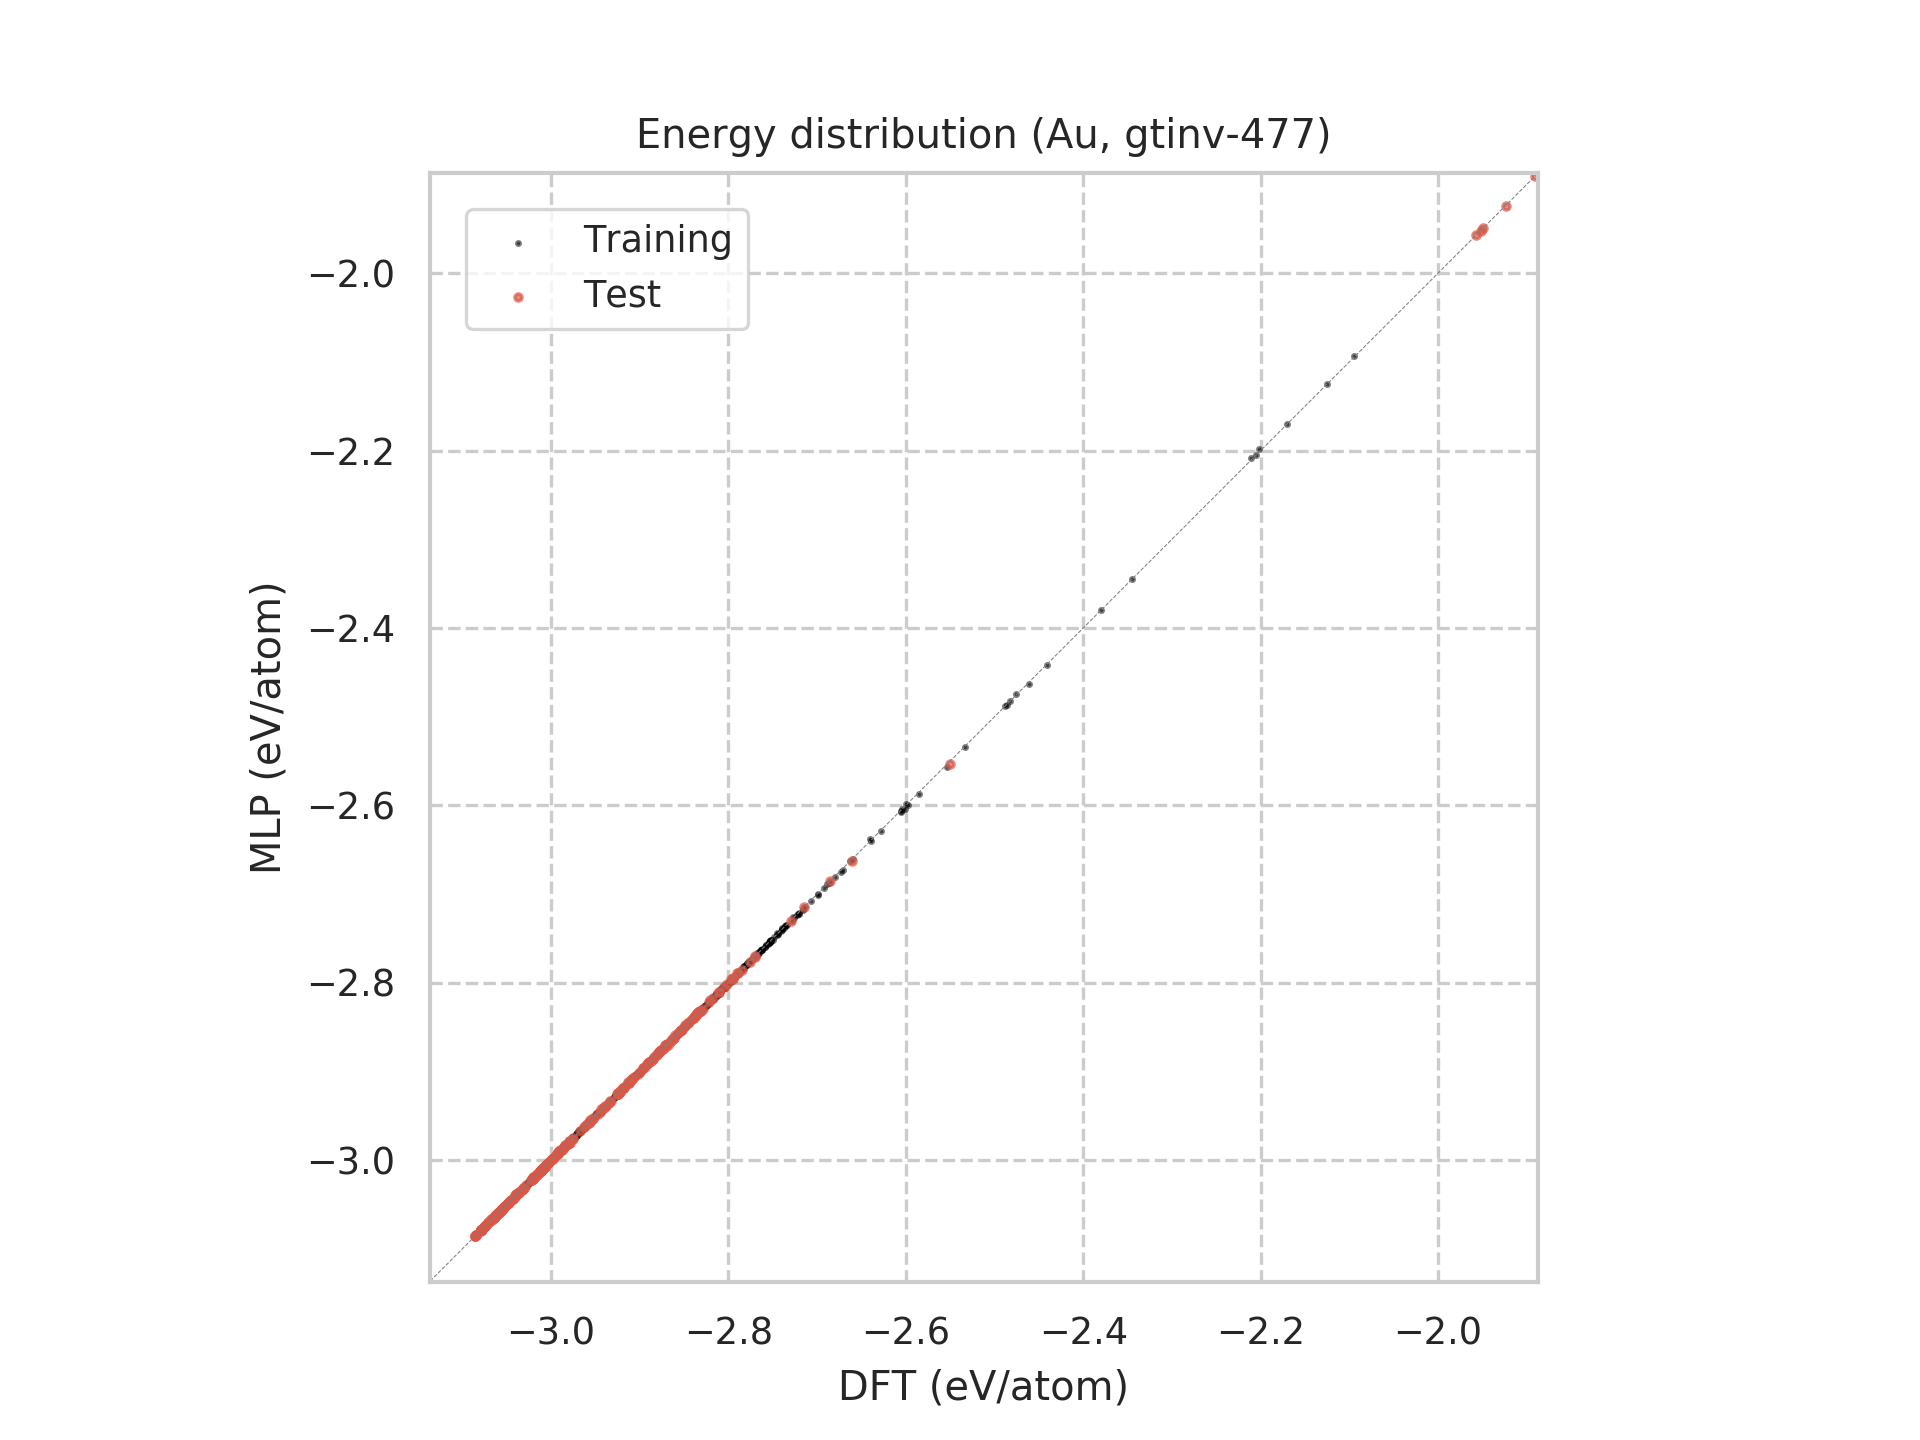 Energy distribution (Au, gtinv-477)
Training
Test
−2.0
−2.2
−2.4
−2.6
−2.8
−3.0
MLP (eV/atom)
−3.0 −2.8 −2.6 −2.4 −2.2 −2.0
DFT (eV/atom)